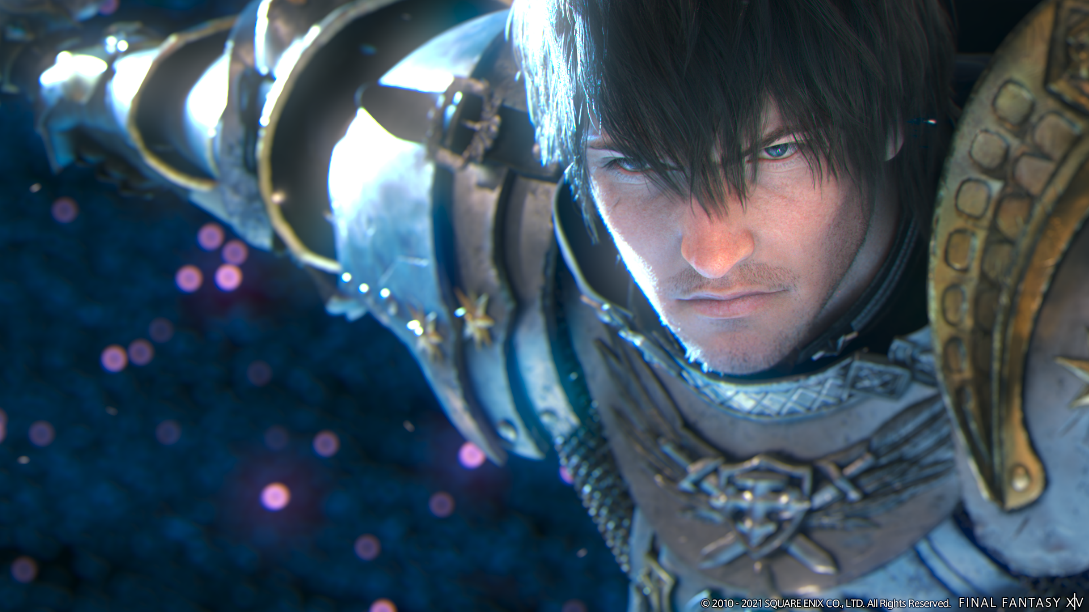 © 2010 - 2021 SQUARE ENIX CO., LTD. All Rights Reserved. FINAL FANTASY XIV